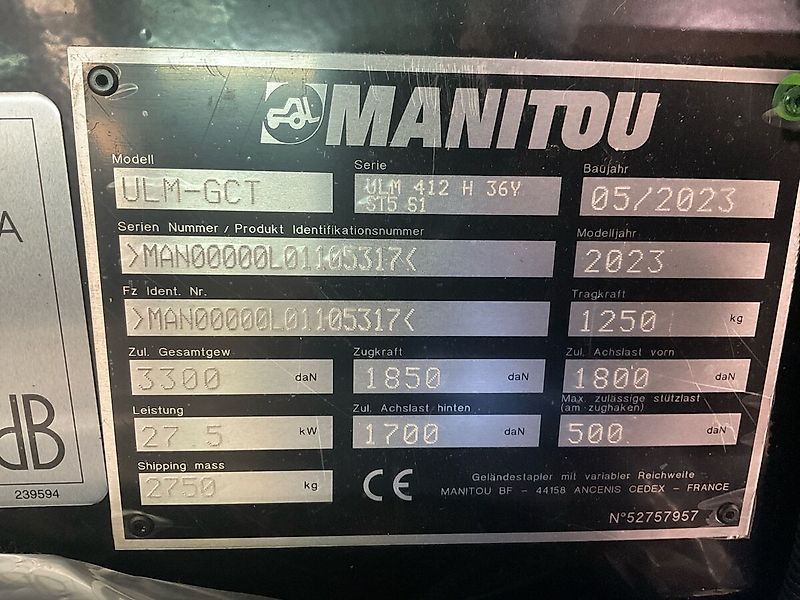 MANITOU
Modell
ULM-GCT
Serie
ULM 412 H 36Y
ST5 S1
Baujahr
05/2023
Serien Nummer / Produkt Identifikationsnummer
>MAN00000L01105317<
Modelljahr
2023
Fz Ident. Nr.
>MAN00000L01105317<
Tragkraft
1250 kg
Zul. Gesamtgew
3300 daN
Zugkraft
1850 daN
Zul. Achslast vorn
1800 daN
Leistung
27 5 kW
Zul. Achslast hinten
1700 daN
Max. zulässige stützlast
(am zughaken)
500 daN
Shipping mass
2750 kg
CE
Geländestapler mit variabler Reichweite
MANITOU BF - 44158 ANCENIS CEDEX - FRANCE
N°52757957
A
dB
239594